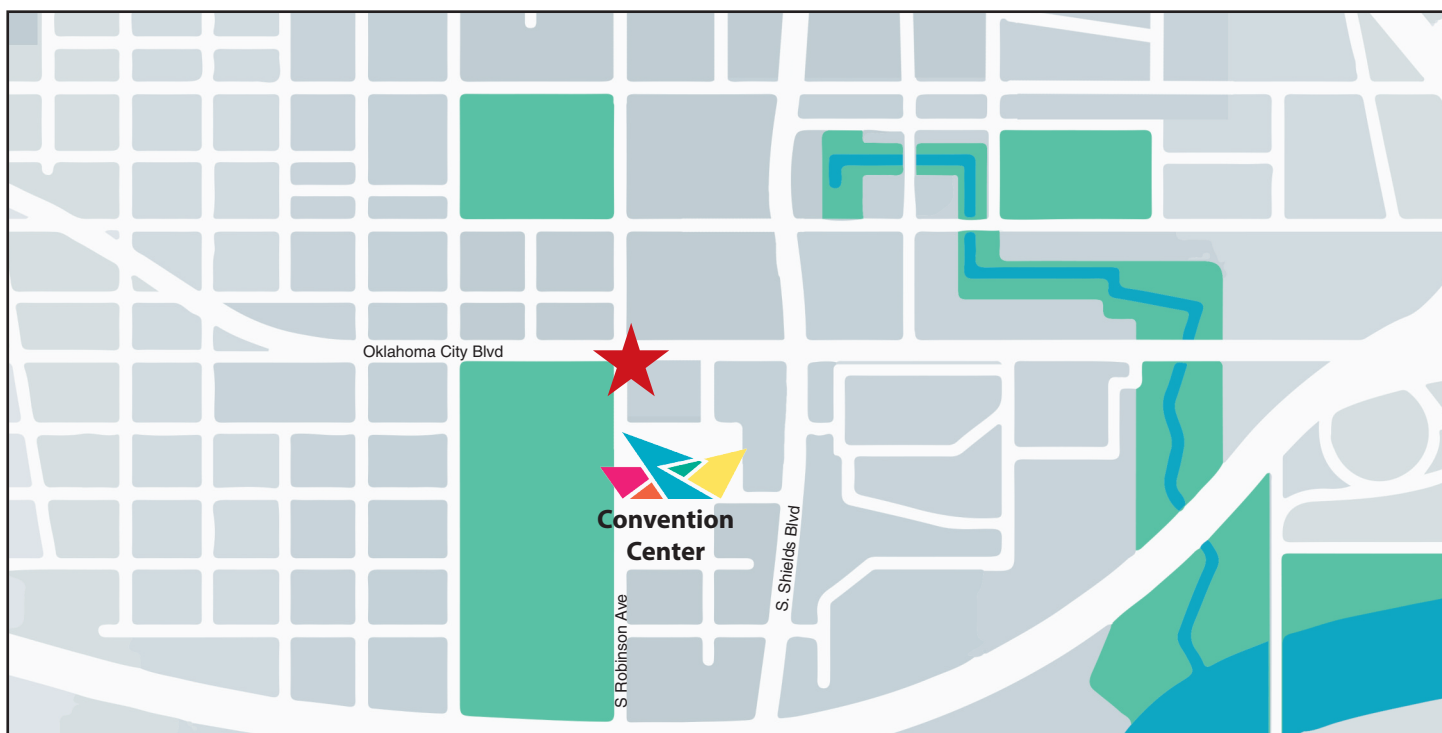 Oklahoma City Blvd
Convention
Center
S. Shields Blvd
S Robinson Ave